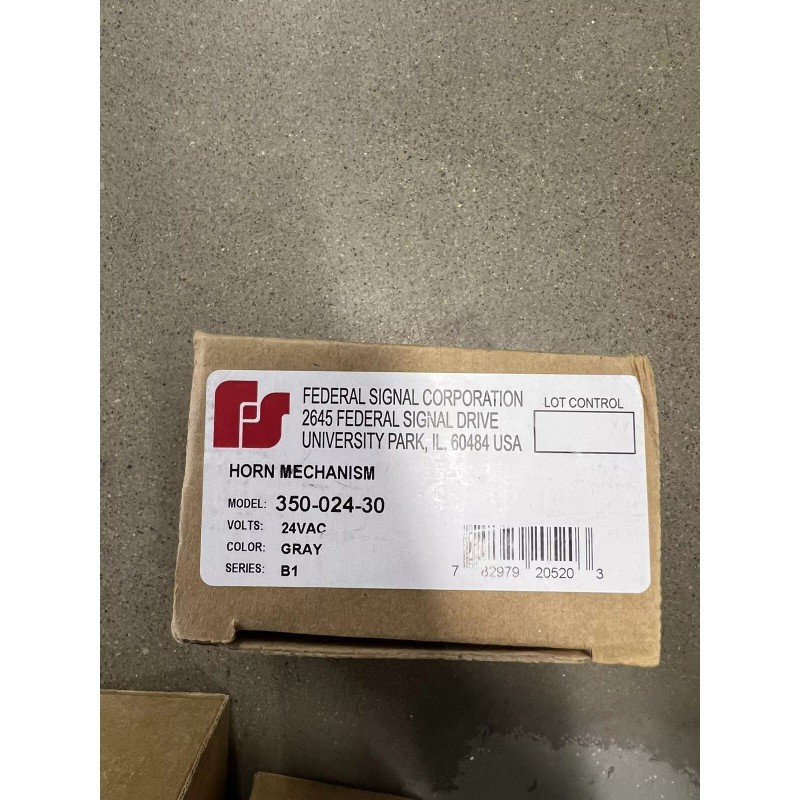 FS
FEDERAL SIGNAL CORPORATION
2645 FEDERAL SIGNAL DRIVE
UNIVERSITY PARK, IL. 60484 USA
LOT CONTROL
HORN MECHANISM
MODEL: 350-024-30
VOLTS: 24VAC
COLOR: GRAY
SERIES: B1
7 82979 20520 3